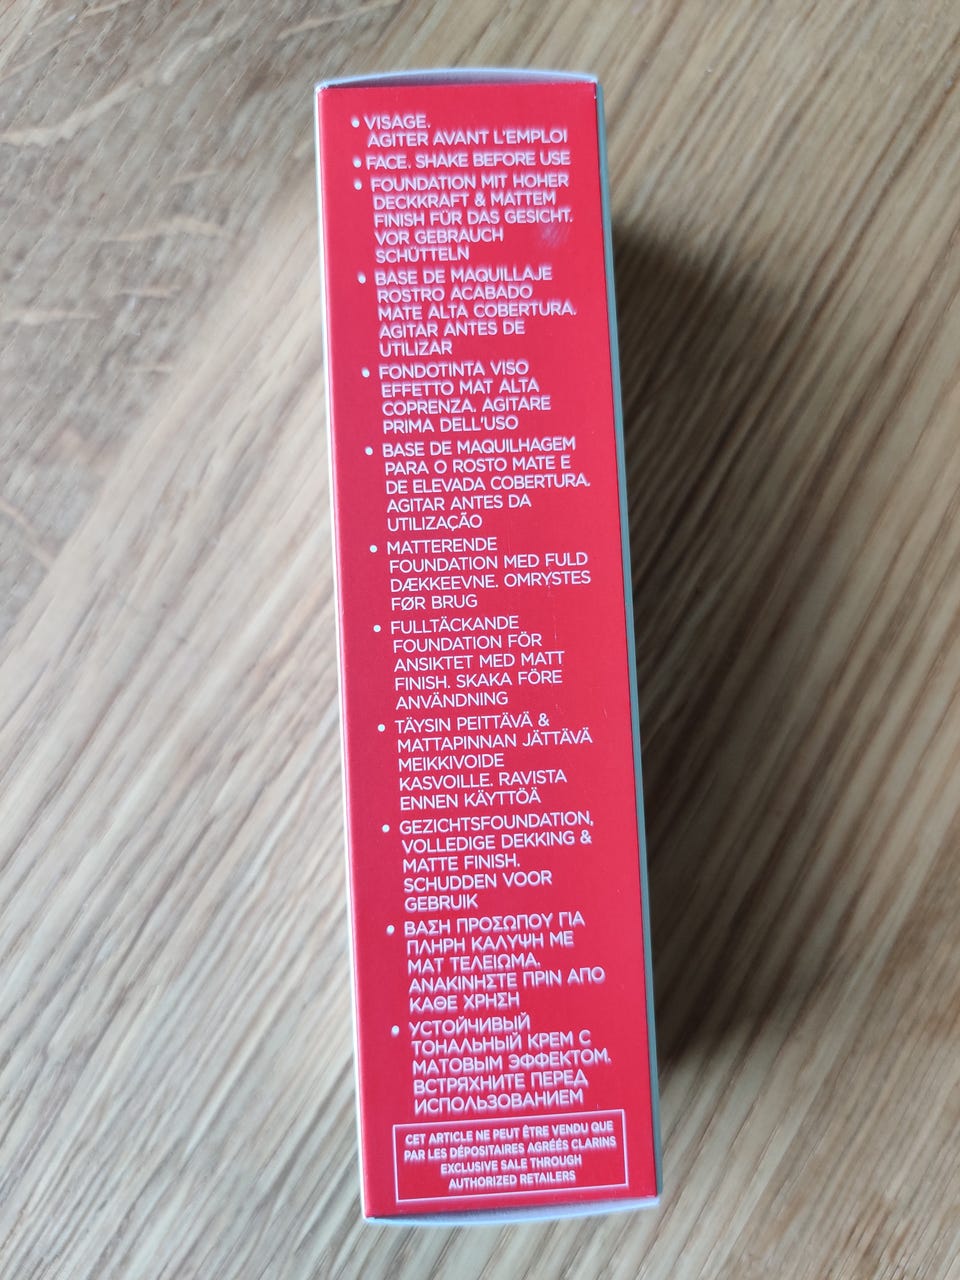 • VISAGE.
AGITER AVANT L'EMPLOI
• FACE. SHAKE BEFORE USE
• FOUNDATION MIT HOHER
DECKKRAFT & MATTEM
FINISH FÜR DAS GESICHT.
VOR GEBRAUCH
SCHÜTTELN
• BASE DE MAQUILLAJE
ROSTRO ACABADO
MATE ALTA COBERTURA.
AGITAR ANTES DE
UTILIZAR
• FONDOTINTA VISO
EFFETTO MAT ALTA
COPRENZA. AGITARE
PRIMA DELL'USO
• BASE DE MAQUILHAGEM
PARA O ROSTO MATE E
DE ELEVADA COBERTURA.
AGITAR ANTES DA
UTILIZAÇÃO
• MATTERENDE
FOUNDATION MED FULD
DÆKKEEVNE. OMRYSTES
FØR BRUG
• FULLTÄCKANDE
FOUNDATION FÖR
ANSIKTET MED MATT
FINISH. SKAKA FÖRE
ANVÄNDNING
• TÄYSIN PEITTÄVÄ &
MATTAPINNAN JÄTTÄVÄ
MEIKKIVOIDE
KASVOILLE. RAVISTA
ENNEN KÄYTTÖÄ
• GEZICHTSFOUNDATION,
VOLLEDIGE DEKKING &
MATTE FINISH.
SCHUDDEN VOOR
GEBRUIK
• ΒΑΣΗ ΠΡΟΣΩΠΟΥ ΓΙΑ
ΠΛΗΡΗ ΚΑΛΥΨΗ ΜΕ
ΜΑΤ ΤΕΛΕΙΩΜΑ.
ΑΝΑΚΙΝΗΣΤΕ ΠΡΙΝ ΑΠΟ
ΚΑΘΕ ΧΡΗΣΗ
• УСТОЙЧИВЫЙ
ТОНАЛЬНЫЙ КРЕМ С
МАТОВЫМ ЭФФЕКТОМ.
ВСТРЯХНИТЕ ПЕРЕД
ИСПОЛЬЗОВАНИЕМ
CET ARTICLE NE PEUT ÊTRE VENDU QUE
PAR LES DÉPOSITAIRES AGRÉÉS CLARINS
EXCLUSIVE SALE THROUGH
AUTHORIZED RETAILERS